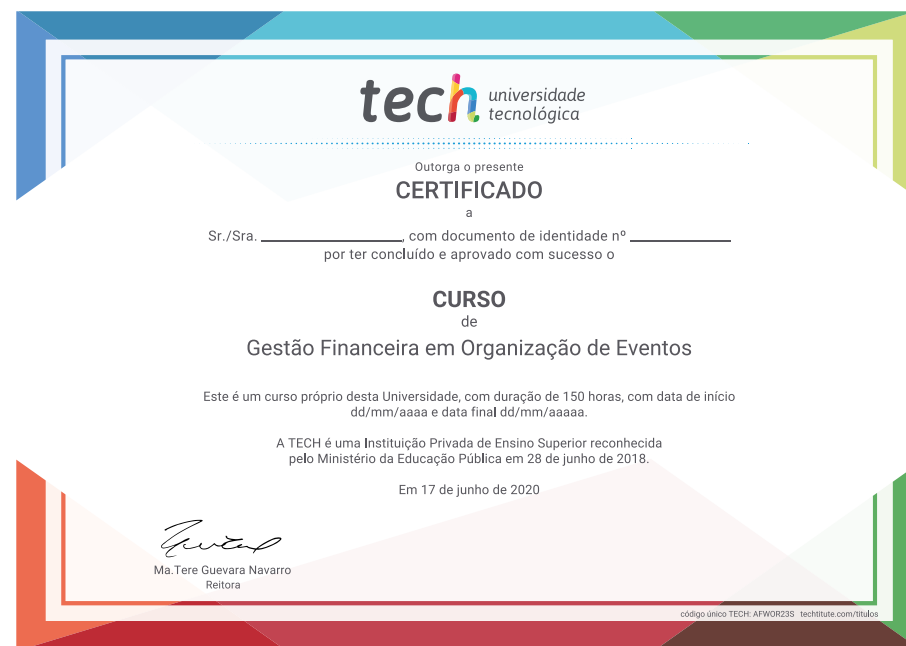 tech universidade
tecnológica
Outorga o presente
CERTIFICADO
a
Sr./Sra. ____________________, com documento de identidade nº ______________
por ter concluído e aprovado com sucesso o
CURSO
de
Gestão Financeira em Organização de Eventos
Este é um curso próprio desta Universidade, com duração de 150 horas, com data de início
dd/mm/aaaa e data final dd/mm/aaaaa.
A TECH é uma Instituição Privada de Ensino Superior reconhecida
pelo Ministério da Educação Pública em 28 de junho de 2018.
Em 17 de junho de 2020
Ma.Tere Guevara Navarro
Reitora
código único TECH: AFWOR23S techtitute.com/titulos